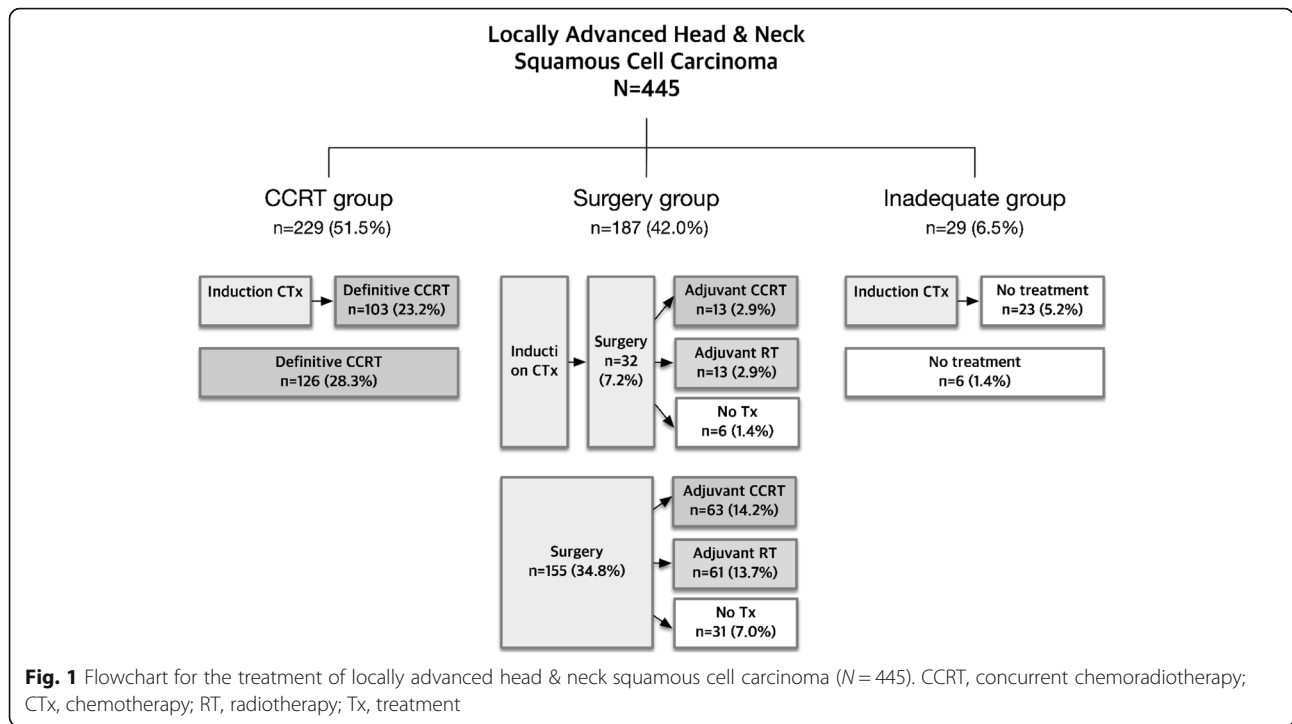 Locally Advanced Head & Neck
Squamous Cell Carcinoma
N=445
CCRT group
n=229 (51.5%)
Surgery group
n=187 (42.0%)
Inadequate group
n=29 (6.5%)
Induction CTx
Definitive CCRT
n=103 (23.2%)
Definitive CCRT
n=126 (28.3%)
Inducti
on CTx
Surgery
n=32
(7.2%)
Adjuvant CCRT
n=13 (2.9%)
Adjuvant RT
n=13 (2.9%)
No Tx
n=6 (1.4%)
Surgery
n=155 (34.8%)
Adjuvant CCRT
n=63 (14.2%)
Adjuvant RT
n=61 (13.7%)
No Tx
n=31 (7.0%)
Induction CTx
No treatment
n=23 (5.2%)
No treatment
n=6 (1.4%)
Fig. 1 Flowchart for the treatment of locally advanced head & neck squamous cell carcinoma (N = 445). CCRT, concurrent chemoradiotherapy;
CTx, chemotherapy; RT, radiotherapy; Tx, treatment